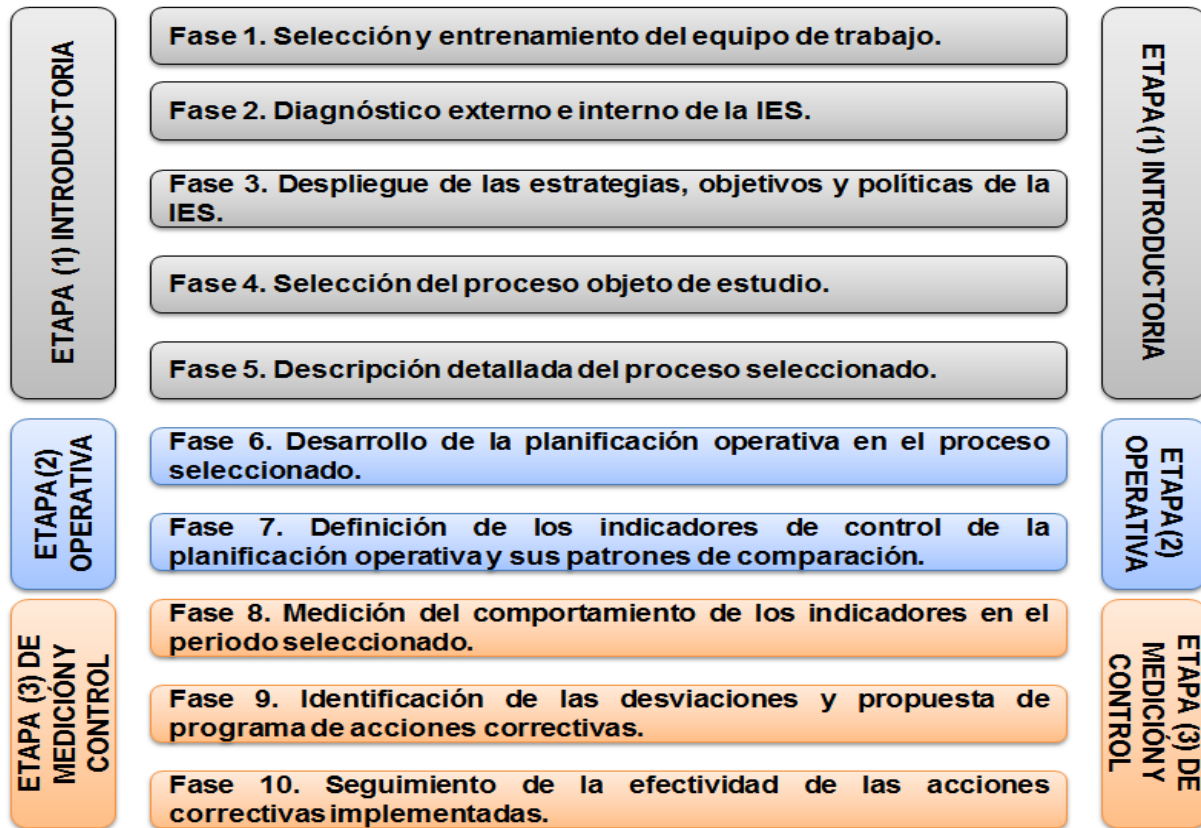 ETAPA (1) INTRODUCTORIA
Fase 1. Selección y entrenamiento del equipo de trabajo.
Fase 2. Diagnóstico externo e interno de la IES.
Fase 3. Despliegue de las estrategias, objetivos y políticas de la
IES.
Fase 4. Selección del proceso objeto de estudio.
Fase 5. Descripción detallada del proceso seleccionado.
ETAPA(1) INTRODUCTORIA
ETAPA(2)
OPERATIVA
Fase 6. Desarrollo de la planificación operativa en el proceso
seleccionado.
Fase 7. Definición de los indicadores de control de la
planificación operativa y sus patrones de comparación.
ETAPA(2)
OPERATIVA
ETAPA (3) DE
MEDICIÓNY
CONTROL
Fase 8. Medición del comportamiento de los indicadores en el
periodo seleccionado.
Fase 9. Identificación de las desviaciones y propuesta de
programa de acciones correctivas.
Fase 10. Seguimiento de la efectividad de las acciones
correctivas implementadas.
ETAPA (3) DE
MEDICIÓNY
CONTROL